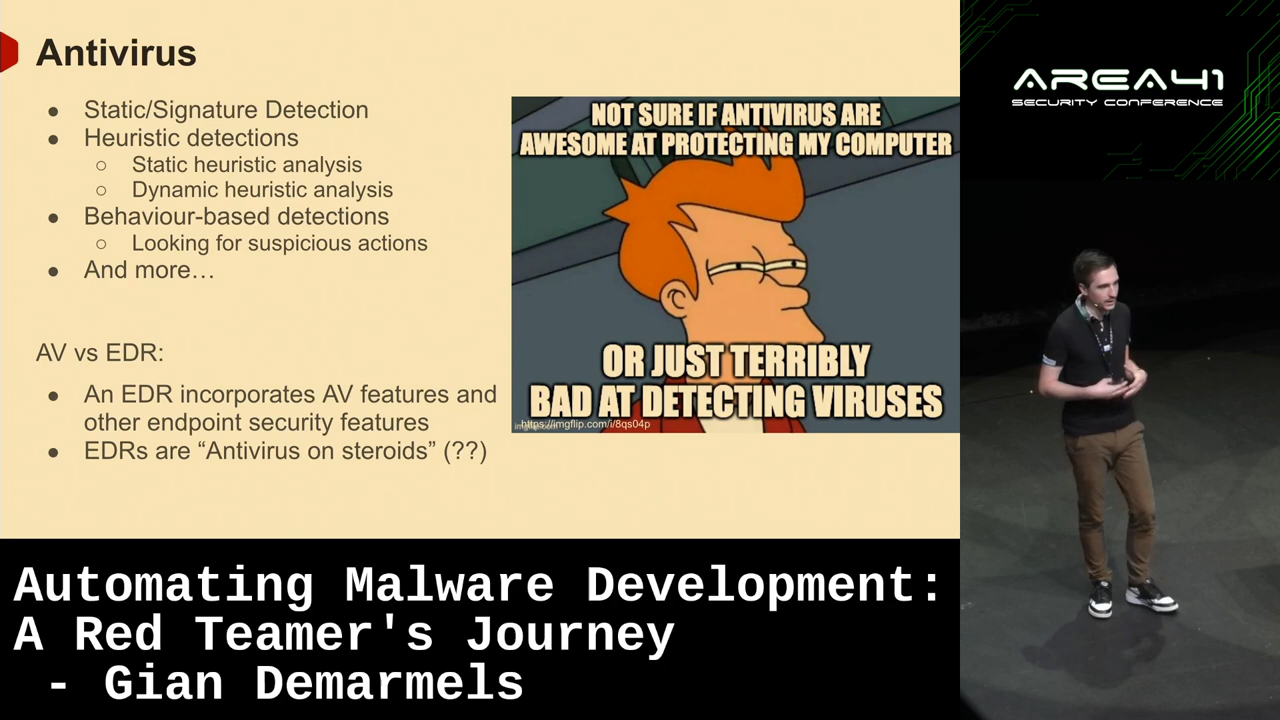 Antivirus
● Static/Signature Detection
● Heuristic detections
○ Static heuristic analysis
○ Dynamic heuristic analysis
● Behaviour-based detections
○ Looking for suspicious actions
● And more…
AV vs EDR:
● An EDR incorporates AV features and
other endpoint security features
● EDRs are “Antivirus on steroids” (??)
NOT SURE IF ANTIVIRUS ARE
AWESOME AT PROTECTING MY COMPUTER
OR JUST TERRIBLY
BAD AT DETECTING VIRUSES
https://imgflip.com/i/8qs04p
AREA41
SECURITY CONFERENCE
Automating Malware Development:
A Red Teamer's Journey
- Gian Demarmels